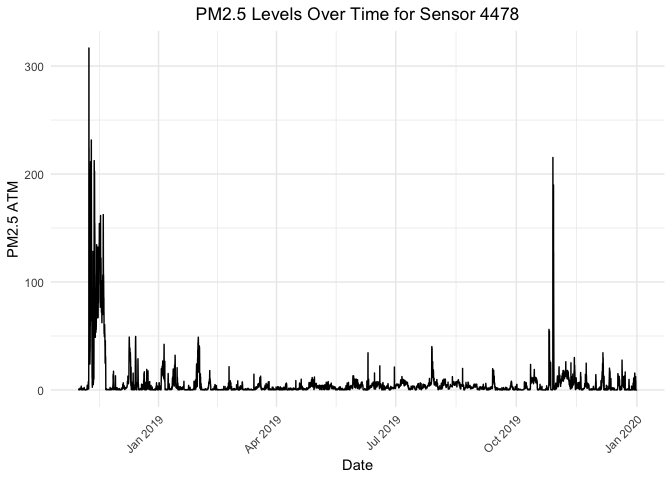 PM2.5 Levels Over Time for Sensor 4478
300
200
100
0
PM2.5 ATM
Jan 2019
Apr 2019
Jul 2019
Oct 2019
Jan 2020
Date